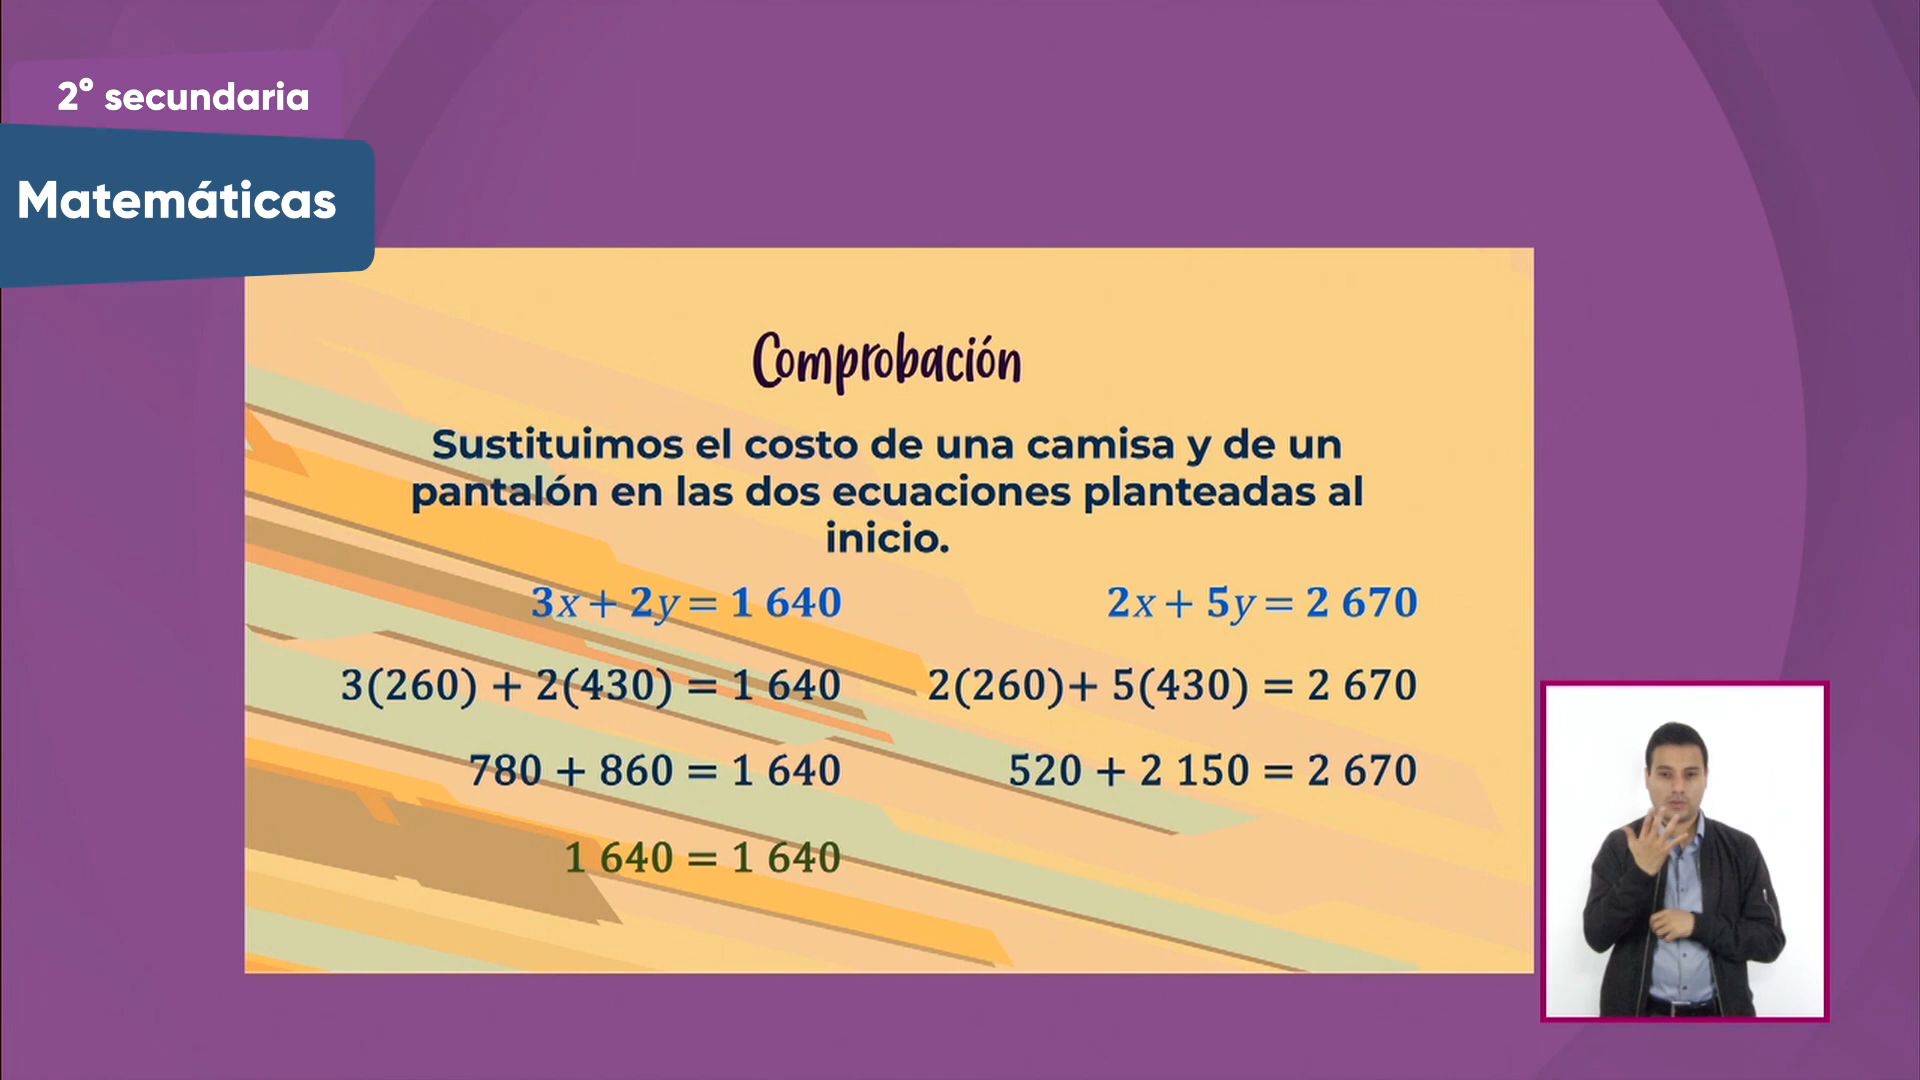 2° secundaria
Matemáticas
Comprobación
Sustituimos el costo de una camisa y de un
pantalón en las dos ecuaciones planteadas al
inicio.
3x + 2y = 1 640
2x + 5y = 2 670
3(260) + 2(430) = 1 640
2(260)+ 5(430) = 2 670
780 + 860 = 1 640
520 + 2 150 = 2 670
1 640 = 1 640